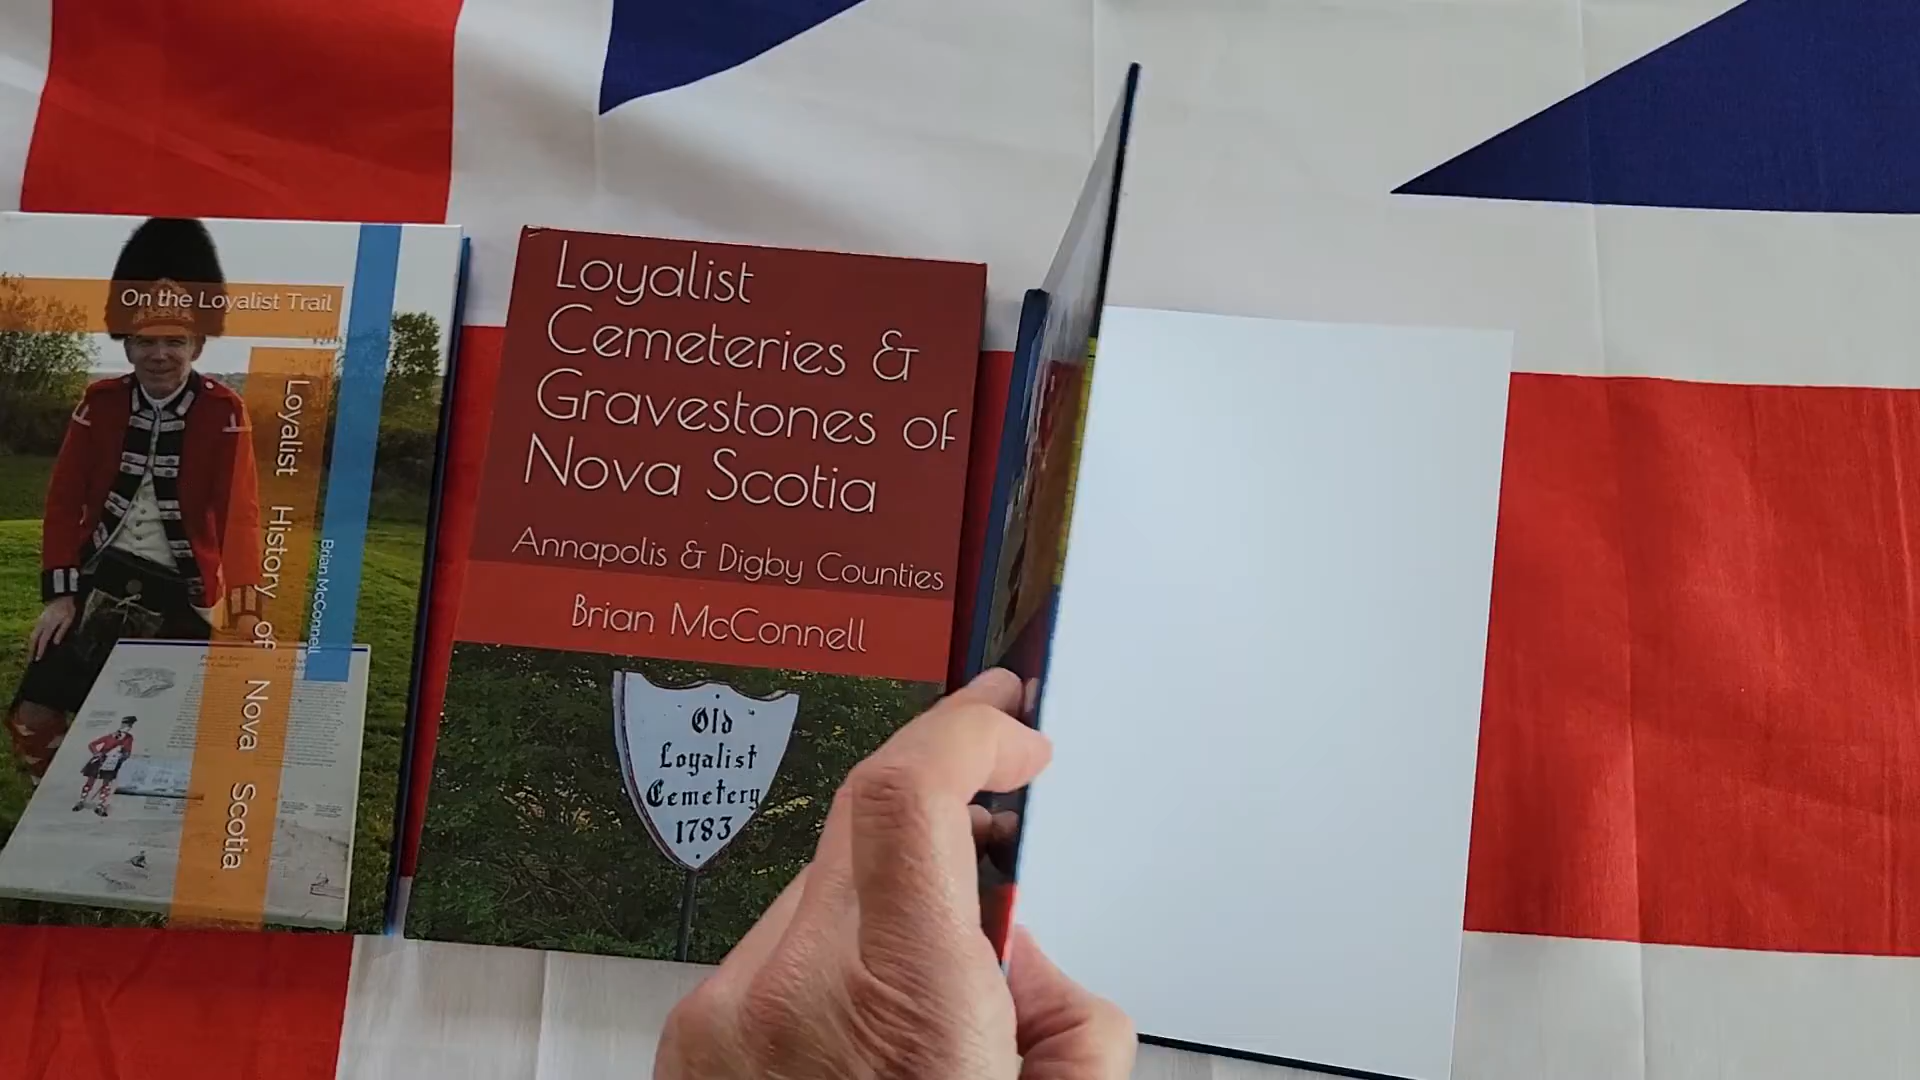 On the Loyalist Trail
Loyalist History of Nova Scotia
Brian McConnell
Loyalist
Cemeteries &
Gravestones of
Nova Scotia
Annapolis & Digby Counties
Brian McConnell
Old
Loyalist
Cemetery
1783